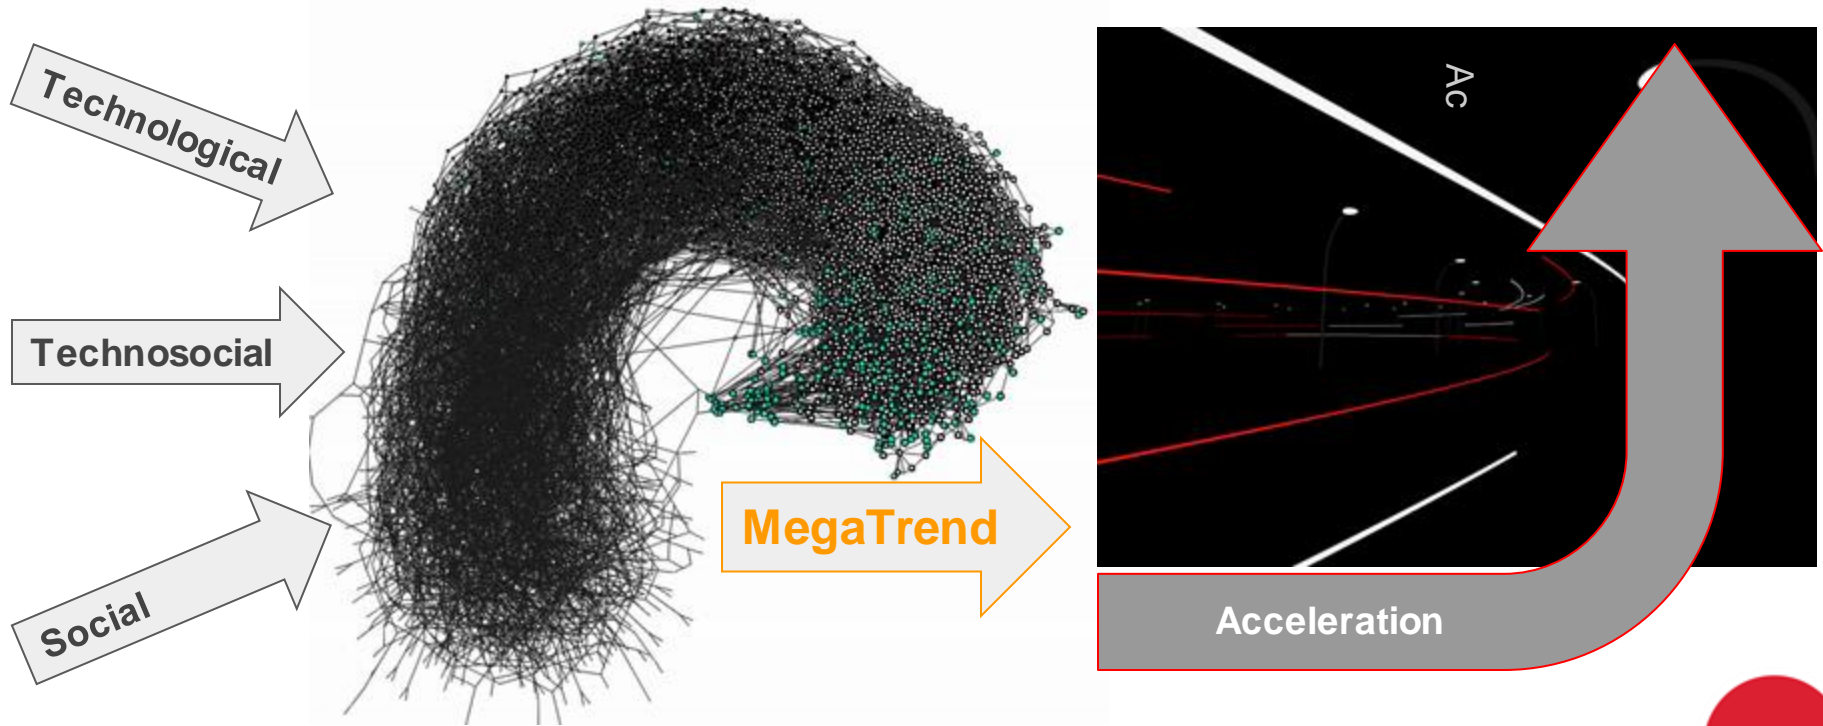 Technological
Technosocial
Social
MegaTrend
Ac
Acceleration